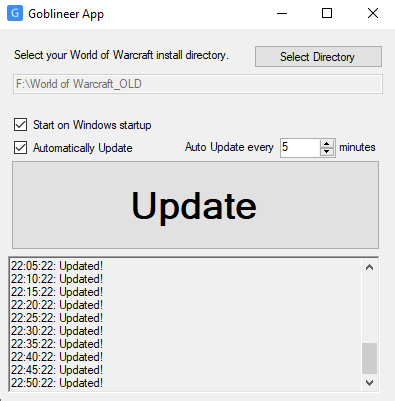 Goblineer App
Select your World of Warcraft install directory.
Select Directory
F:\World of Warcraft_OLD
Start on Windows startup
Automatically Update
Auto Update every 5 minutes
Update
22:05:22: Updated!
22:10:22: Updated!
22:15:22: Updated!
22:20:22: Updated!
22:25:22: Updated!
22:30:22: Updated!
22:35:22: Updated!
22:40:22: Updated!
22:45:22: Updated!
22:50:22: Updated!